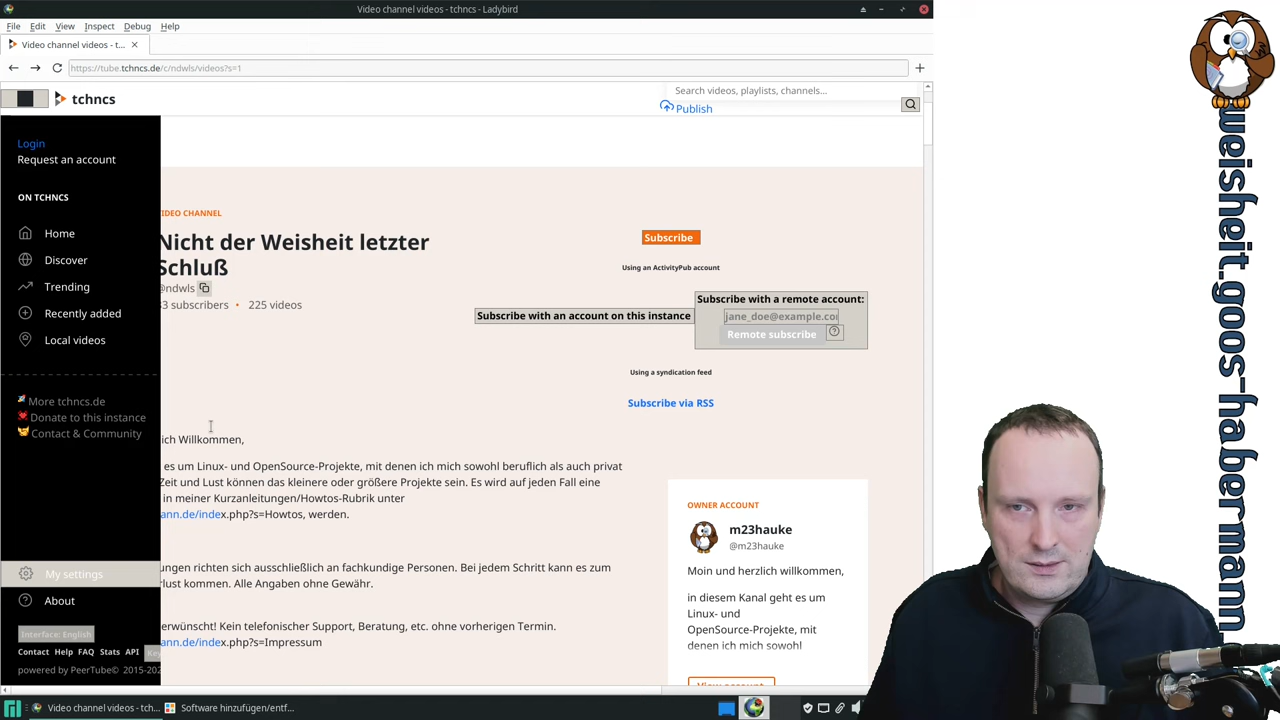 Video channel videos - tchncs - Ladybird
File Edit View Inspect Debug Help
Video channel videos - t...
https://tube.tchncs.de/c/ndwls/videos?s=1
tchncs
Search videos, playlists, channels...
Publish
Login
Request an account
ON TCHNCS
Home
Discover
Trending
Recently added
Local videos
More tchncs.de
Donate to this instance
Contact & Community
My settings
About
Interface: English
Contact Help FAQ Stats API
powered by PeerTube© 2015-202
IDEO CHANNEL
Nicht der Weisheit letzter
Schluß
@ndwls
3 subscribers • 225 videos
Subscribe
Using an ActivityPub account
Subscribe with an account on this instance
Subscribe with a remote account:
jane_doe@example.co
Remote subscribe
Using a syndication feed
Subscribe via RSS
ich Willkommen,
es um Linux- und OpenSource-Projekte, mit denen ich mich sowohl beruflich als auch privat
Zeit und Lust können das kleinere oder größere Projekte sein. Es wird auf jeden Fall eine
in meiner Kurzanleitungen/Howtos-Rubrik unter
ann.de/index.php?s=Howtos, werden.
ungen richten sich ausschließlich an fachkundige Personen. Bei jedem Schritt kann es zum
rlust kommen. Alle Angaben ohne Gewähr.
erwünscht! Kein telefonischer Support, Beratung, etc. ohne vorherigen Termin.
ann.de/index.php?s=Impressum
OWNER ACCOUNT
m23hauke
@m23hauke
Moin und herzlich willkommen,
in diesem Kanal geht es um
Linux- und
OpenSource-Projekte, mit
denen ich mich sowohl
View account
Video channel videos - tch... Software hinzufügen/entf...
weisheit.goos-habermann.de